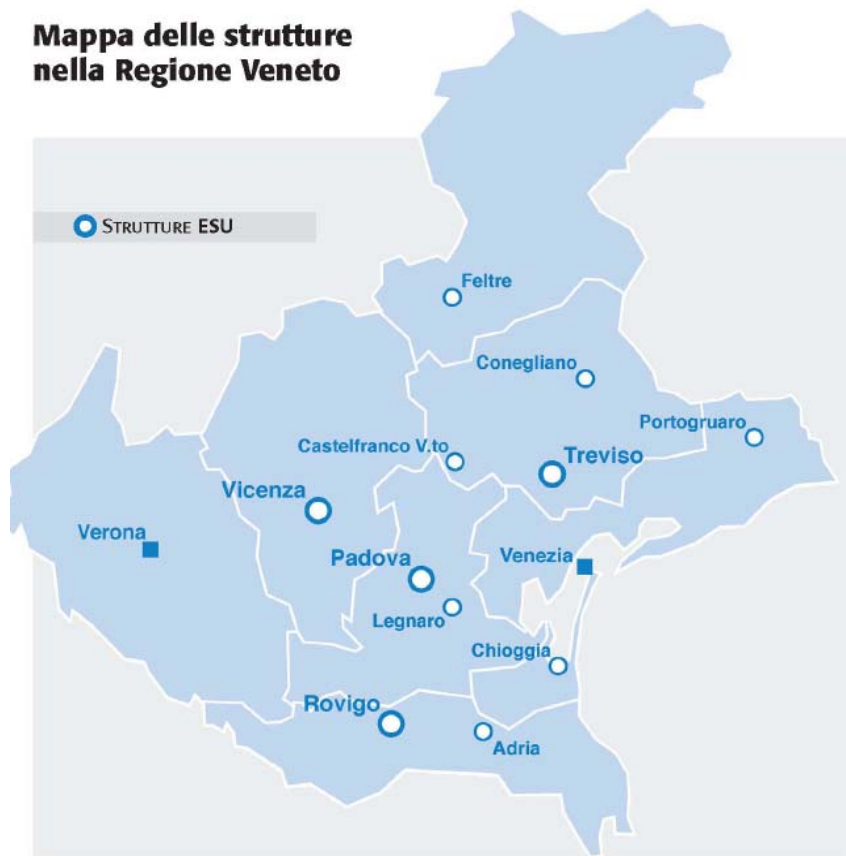 Mappa delle strutture
nella Regione Veneto
STRUTTURE ESU
Feltre
Conegliano
Portogruaro
Castelfranco V.to
Treviso
Vicenza
Verona
Padova
Venezia
Legnaro
Chioggia
Rovigo
Adria